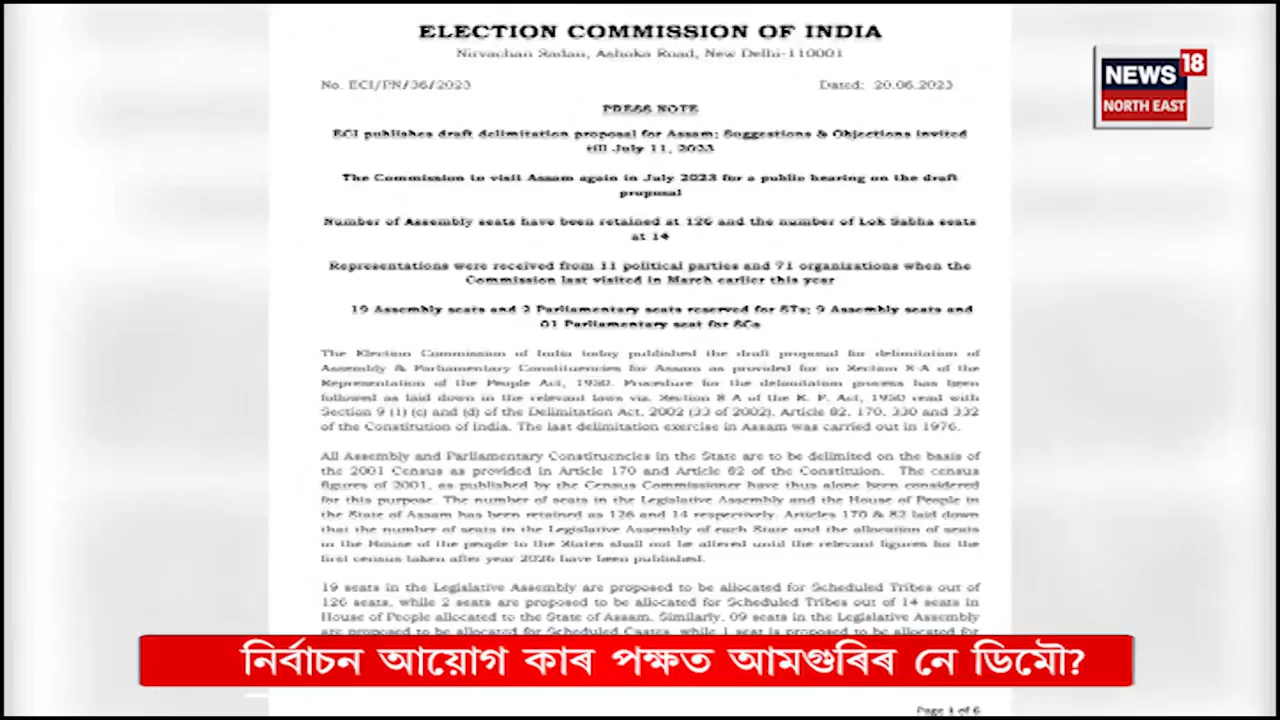 ELECTION COMMISSION OF INDIA
Nirvachan Sadan, Ashoka Road, New Delhi-110001
No. ECI/PN/36/2023 Dated: 20.06.2023
PRESS NOTE
ECI publishes draft delimitation proposal for Assam; Suggestions & Objections invited
till July 11, 2023
The Commission to visit Assam again in July 2023 for a public hearing on the draft
proposal
Number of Assembly seats have been retained at 126 and the number of Lok Sabha seats
at 14
Representations were received from 11 political parties and 71 organizations when the
Commission last visited in March earlier this year
19 Assembly seats and 2 Parliamentary seats reserved for STs; 9 Assembly seats and
01 Parliamentary seat for SCs
The Election Commission of India today published the draft proposal for delimitation of
Assembly & Parliamentary Constituencies for Assam as provided for in Section 8-A of the
Representation of the People Act, 1950. Procedure for the delimitation process has been
followed as laid down in the relevant laws viz. Section 8 A of the R. P. Act, 1950 read with
Section 9 (1) (c) and (d) of the Delimitation Act, 2002 (33 of 2002), Article 82, 170, 330 and 332
of the Constitution of India. The last delimitation exercise in Assam was carried out in 1976.
All Assembly and Parliamentary Constituencies in the State are to be delimited on the basis of
the 2001 Census as provided in Article 170 and Article 82 of the Constituion. The census
figures of 2001, as published by the Census Commissioner have thus alone been considered
for this purpose. The number of seats in the Legislative Assembly and the House of People in
the State of Assam has been retained as 126 and 14 respectively. Articles 170 & 82 laid down
that the number of seats in the Legislative Assembly of each State and the allocation of seats
in the House of the people to the States shall not be altered until the relevant figures for the
first census taken after year 2026 have been published.
19 seats in the Legislative Assembly are proposed to be allocated for Scheduled Tribes out of
126 seats, while 2 seats are proposed to be allocated for Scheduled Tribes out of 14 seats in
House of People allocated to the State of Assam. Similarly, 09 seats in the Legislative Assembly
are proposed to be allocated for Scheduled Castes, while 1 seat is proposed to be allocated for
Page 1 of 6
NEWS 18
NORTH EAST
নিৰ্বাচন আয়োগ কাৰ পক্ষত আমগুৰিৰ নে ডিমৌ?